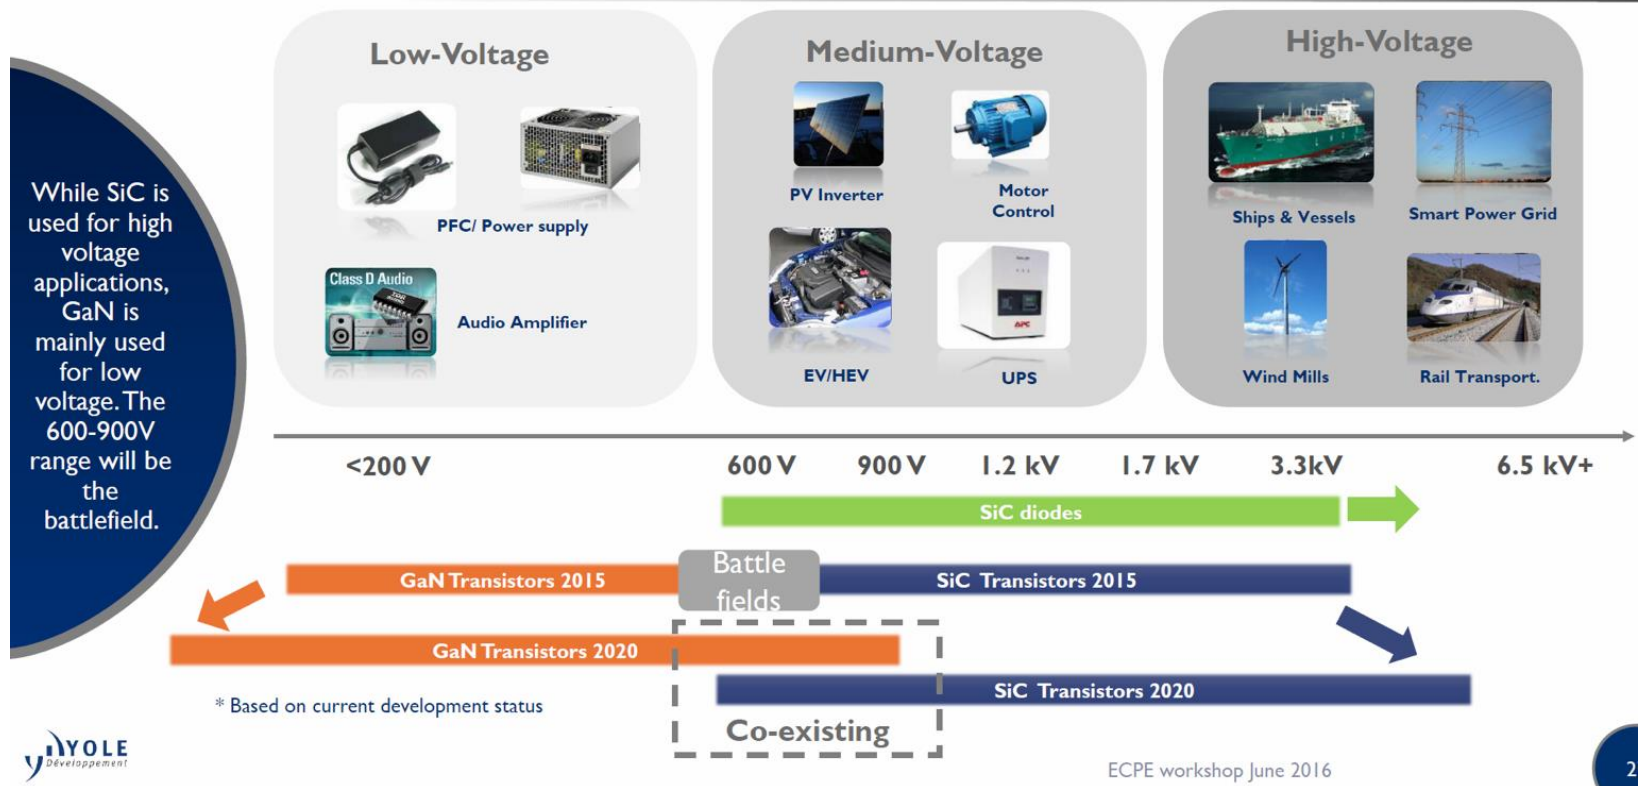 While SiC is
used for high
voltage
applications,
GaN is
mainly used
for low
voltage. The
600-900V
range will be
the
battlefield.
Low-Voltage
PFC/ Power supply
Class D Audio
Audio Amplifier
Medium-Voltage
PV Inverter
Motor
Control
EV/HEV
APC
UPS
High-Voltage
Ships & Vessels
Smart Power Grid
Wind Mills
Rail Transport.
<200 V
600 V
900 V
1.2 kV
1.7 kV
3.3kV
6.5 kV+
SiC diodes
GaN Transistors 2015
Battle
fields
SiC Transistors 2015
GaN Transistors 2020
SiC Transistors 2020
* Based on current development status
Co-existing
YOLE
Développement
ECPE workshop June 2016
2